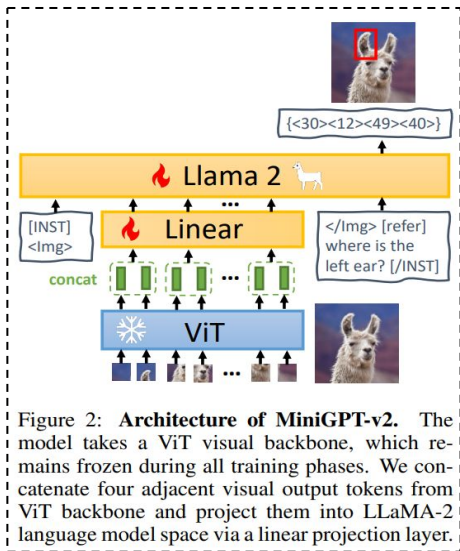 {<30><12><49><40>}
Llama 2
...
[INST]
<Img>
Linear
</Img> [refer]
where is the
left ear? [/INST]
concat
...
ViT
...
Figure 2: Architecture of MiniGPT-v2. The
model takes a ViT visual backbone, which re-
mains frozen during all training phases. We con-
catenate four adjacent visual output tokens from
ViT backbone and project them into LLaMA-2
language model space via a linear projection layer.